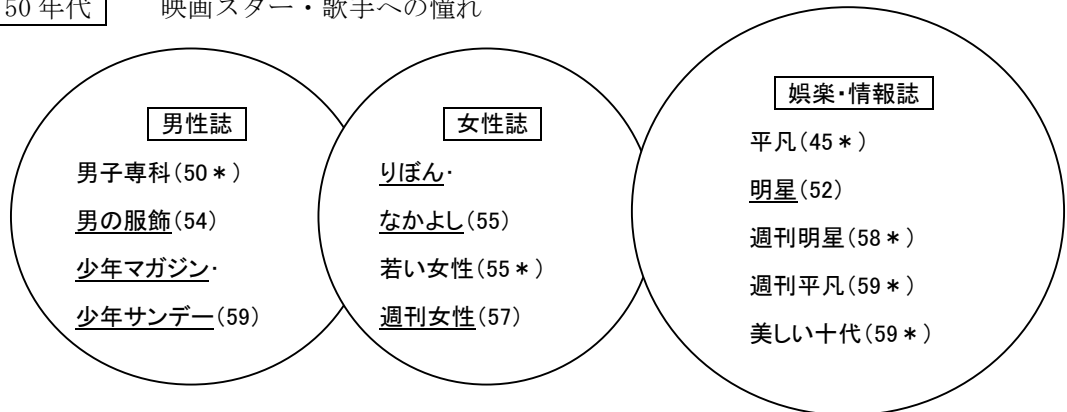 50 年代 映画スター・歌手への憧れ
男性誌
男子専科(50＊)
男の服飾(54)
少年マガジン·
少年サンデー(59)
女性誌
りぼん·
なかよし(55)
若い女性(55＊)
週刊女性(57)
娯楽・情報誌
平凡(45＊)
明星(52)
週刊明星(58＊)
週刊平凡(59＊)
美しい十代(59＊)